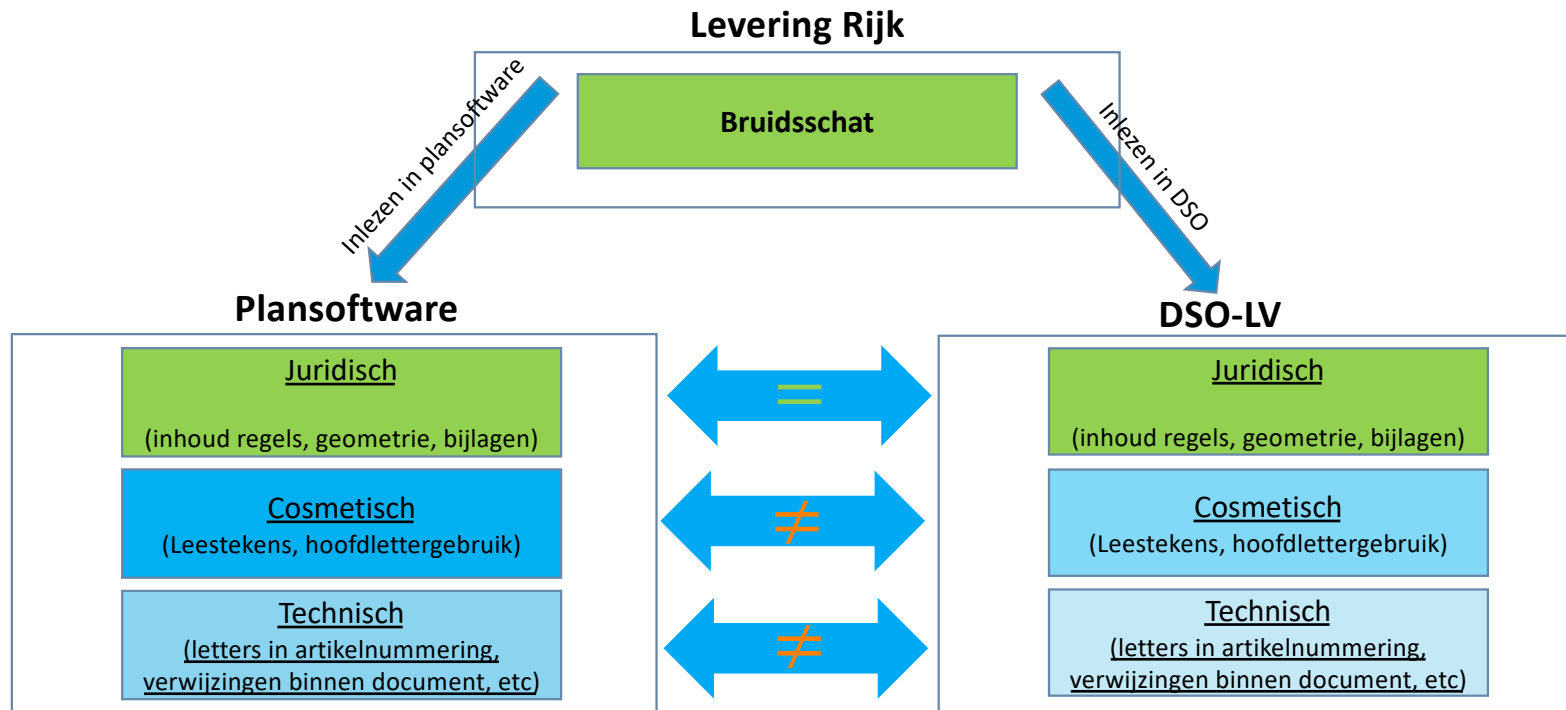 Levering Rijk
Bruidsschat
Inlezen in plansoftware
Inlezen in DSO
Plansoftware
DSO-LV
Juridisch
(inhoud regels, geometrie, bijlagen)
=
Juridisch
(inhoud regels, geometrie, bijlagen)
Cosmetisch
(Leestekens, hoofdlettergebruik)
≠
Cosmetisch
(Leestekens, hoofdlettergebruik)
Technisch
(letters in artikelnummering,
verwijzingen binnen document, etc)
≠
Technisch
(letters in artikelnummering,
verwijzingen binnen document, etc)